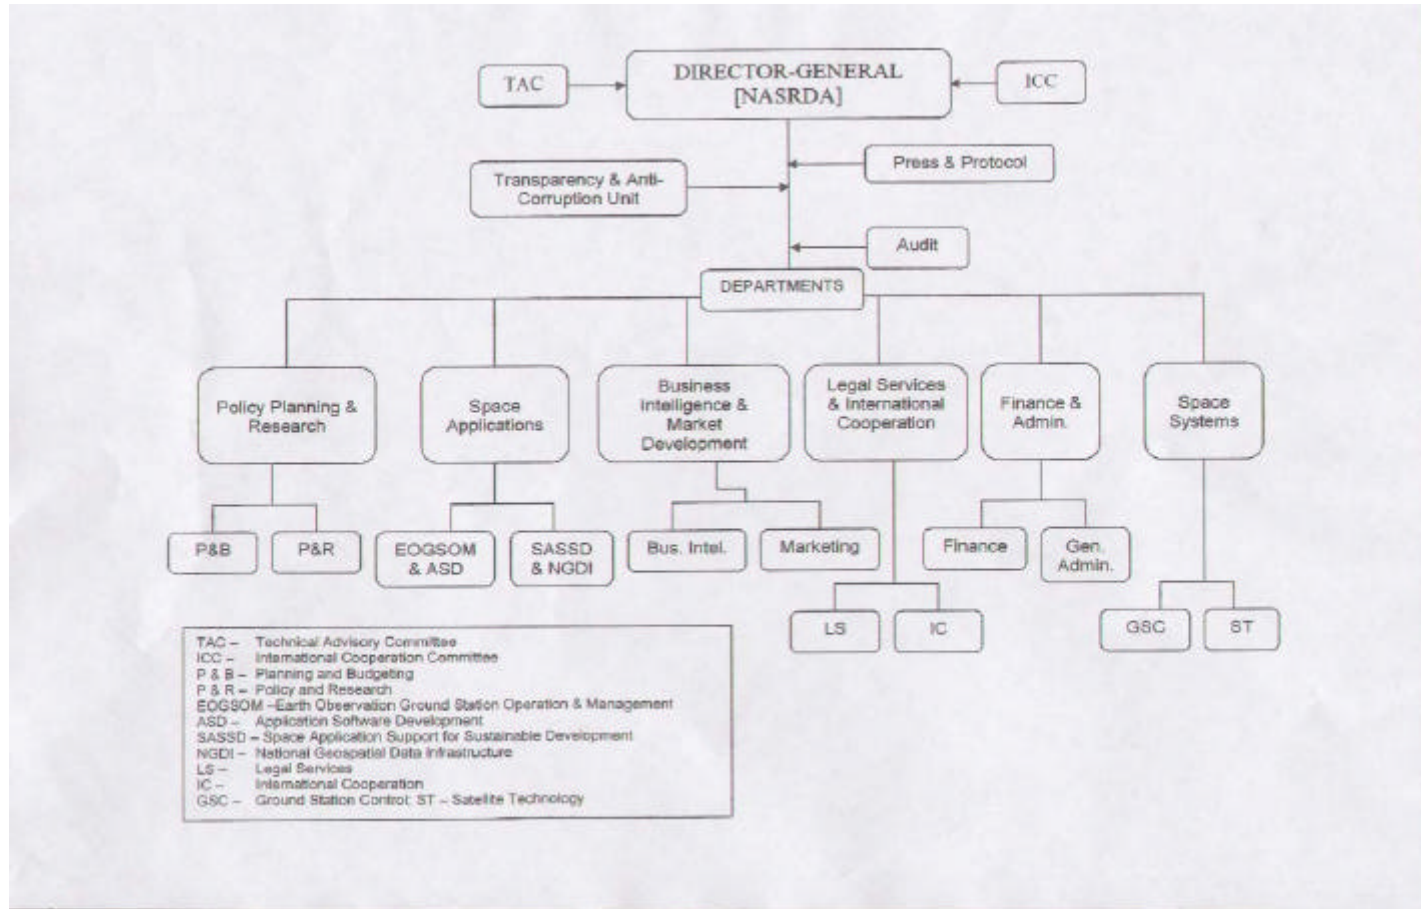 DIRECTOR-GENERAL
[NASRDA]
TAC
ICC
Press & Protocol
Transparency & Anti-
Corruption Unit
Audit
DEPARTMENTS
Policy Planning &
Research
Space
Applications
Business
Intelligence &
Market
Development
Legal Services
& International
Cooperation
Finance &
Admin.
Space
Systems
P&B
P&R
EOGSOM
& ASD
SASSD
& NGDI
Bus. Intel.
Marketing
Finance
Gen.
Admin.
LS
IC
GSC
ST
TAC – Technical Advisory Committee
ICC – International Cooperation Committee
P & B – Planning and Budgeting
P & R – Policy and Research
EOGSOM –Earth Observation Ground Station Operation & Management
ASD – Application Software Development
SASSD – Space Application Support for Sustainable Development
NGDI – National Geospatial Data Infrastructure
LS – Legal Services
IC – International Cooperation
GSC – Ground Station Control; ST – Satellite Technology